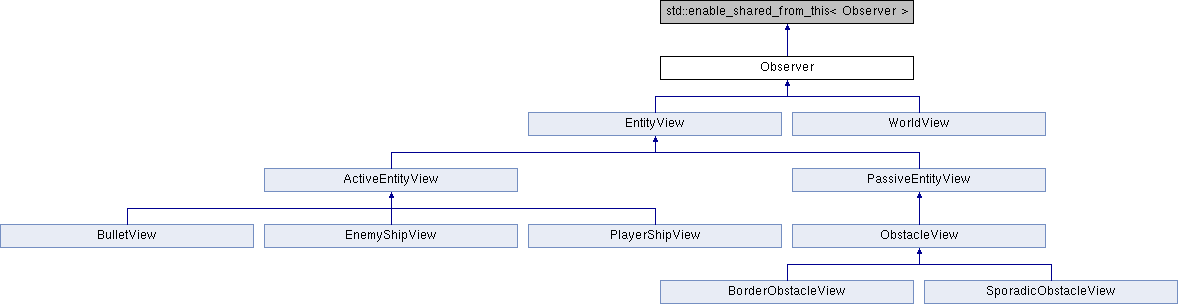 std::enable_shared_from_this< Observer >
Observer
EntityView
WorldView
ActiveEntityView
PassiveEntityView
BulletView
EnemyShipView
PlayerShipView
ObstacleView
BorderObstacleView
SporadicObstacleView